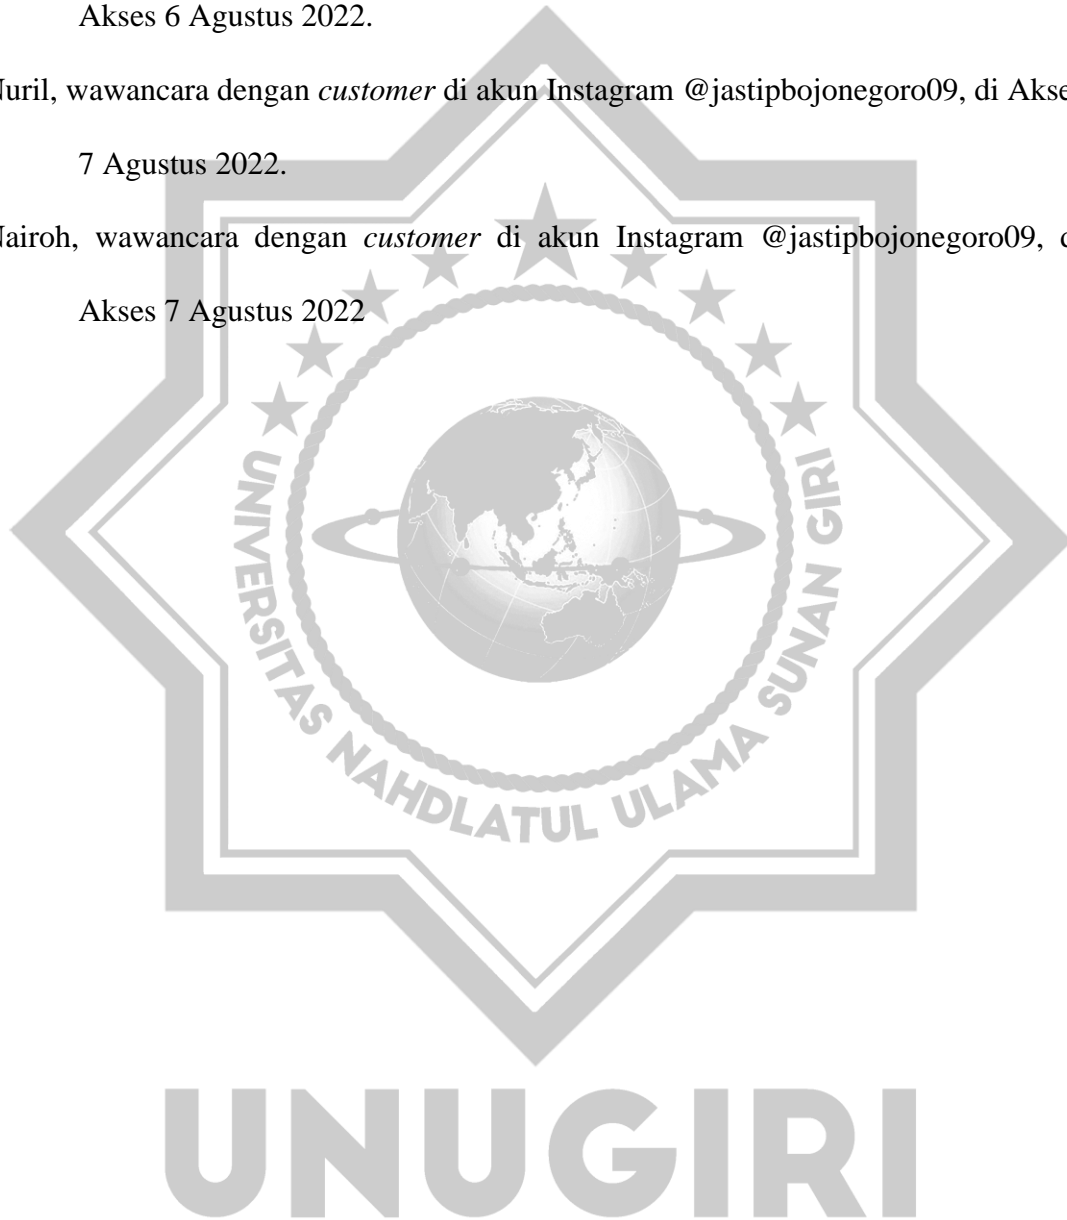 Akses 6 Agustus 2022.
Nuril, wawancara dengan customer di akun Instagram @jastipbojonegoro09, di Akses
7 Agustus 2022.
Nairoh, wawancara dengan customer di akun Instagram @jastipbojonegoro09, di
Akses 7 Agustus 2022
UNIVERSITAS NAHDLATUL ULAMA SUNAN GIRI
UNUGIRI